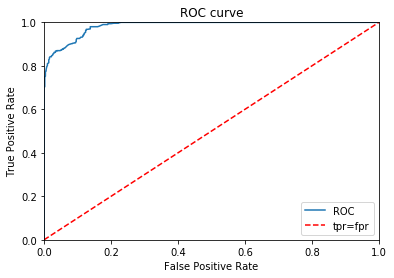 ROC curve
True Positive Rate
1.0
0.8
0.6
0.4
0.2
0.0
ROC
tpr=fpr
0.0 0.2 0.4 0.6 0.8 1.0
False Positive Rate